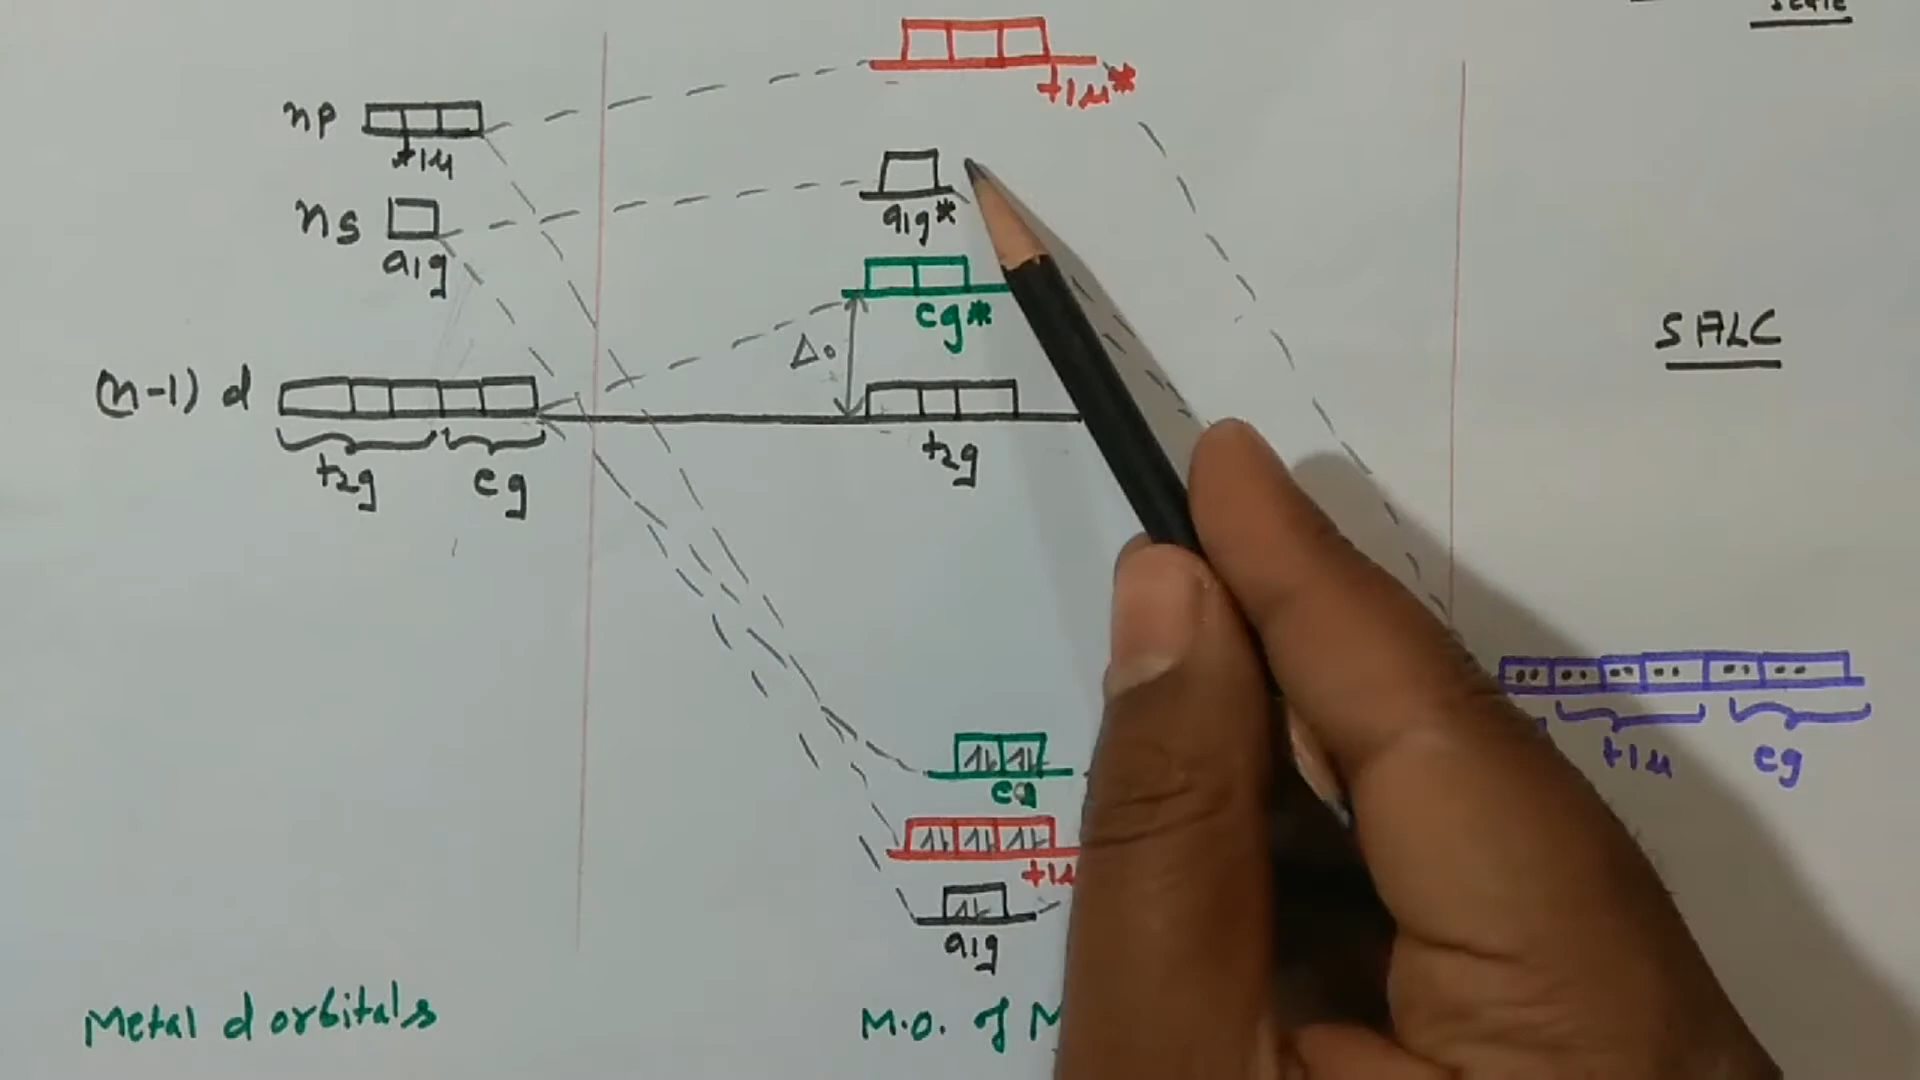 Scale
t1u*
np
t1u
a1g*
ns
a1g
eg*
SALC
Δo
(n-1) d
t2g
t2g eg
eg
t1u eg
t1u
a1g
Metal d orbitals
M.O. of M